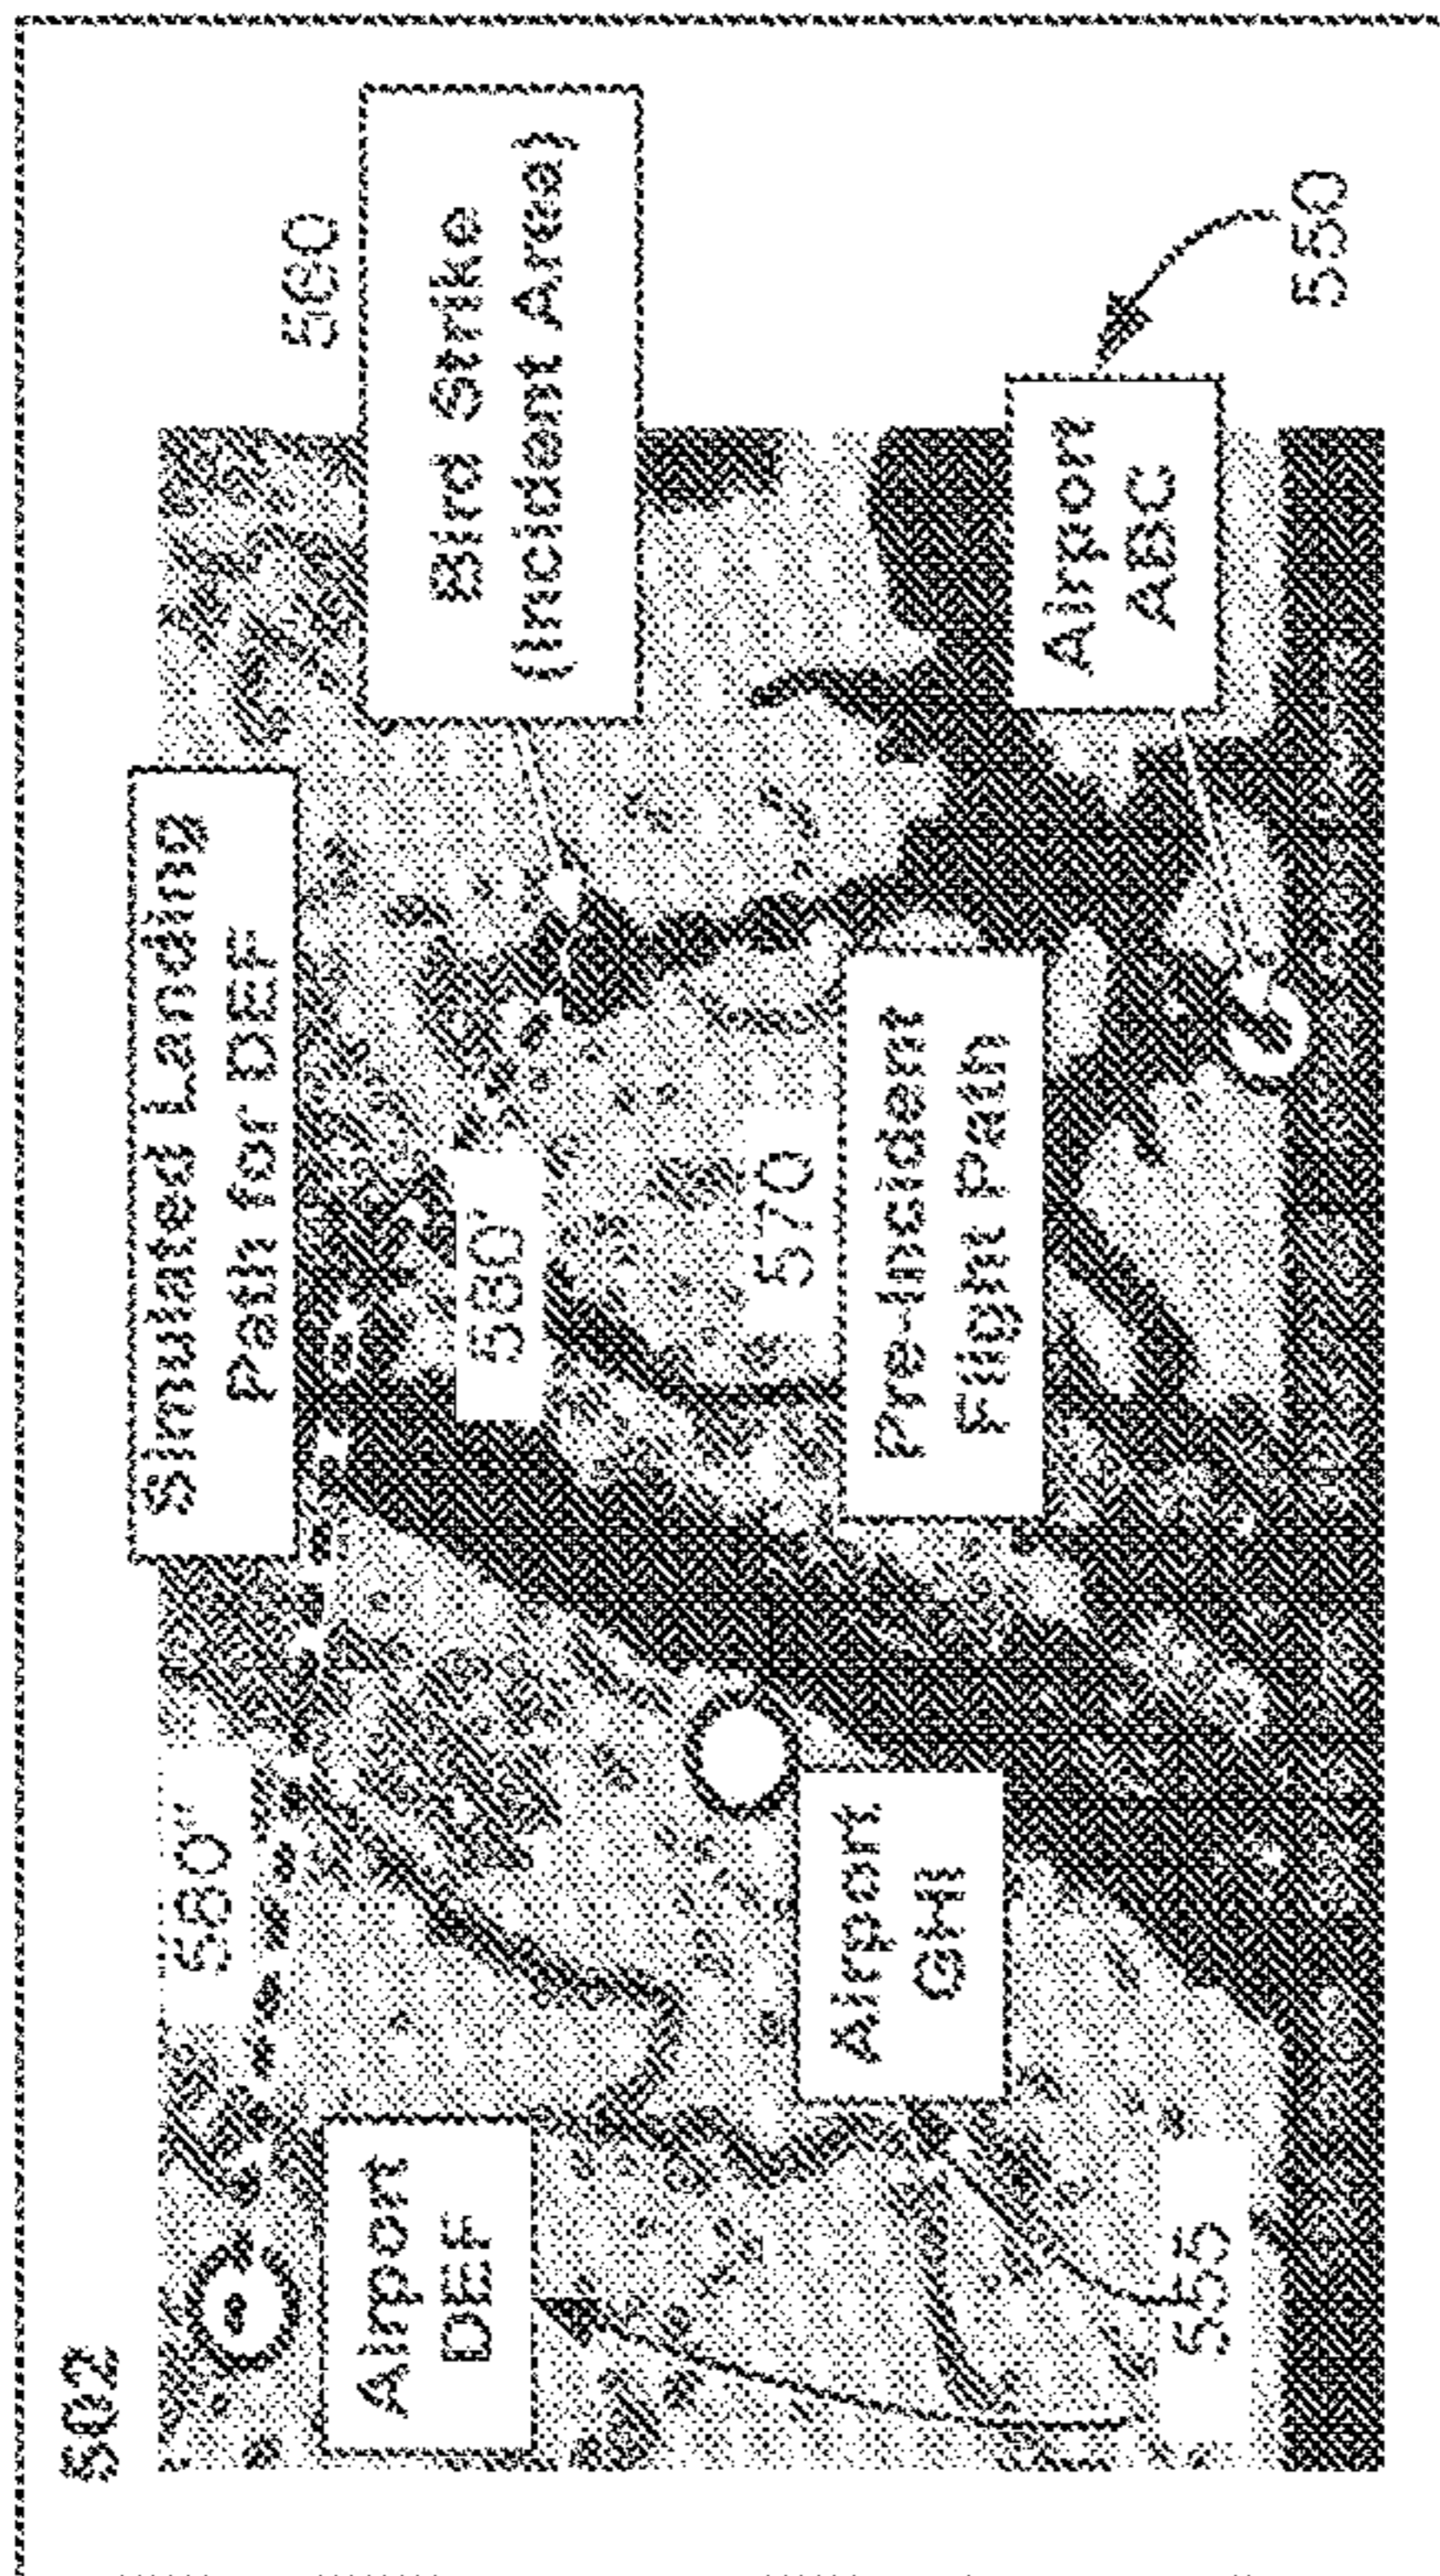 502
Simulated Landing
Path for DEF
580"
560
Bird Strike
(Incident Area)
580'
Airport
DEF
570
Pre-Incident
Flight Path
Airport
GHI
Airport
ABC
555
550